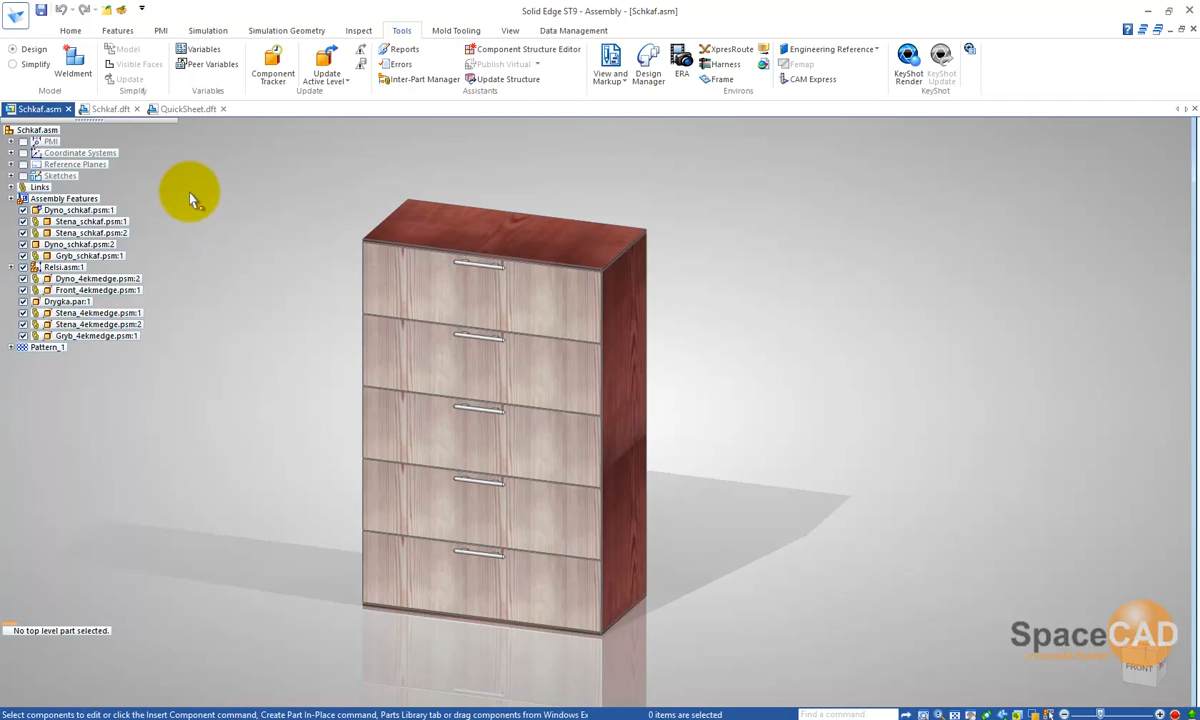 Solid Edge ST9 - Assembly - [Schkaf.asm]
Home Features PMI Simulation Simulation Geometry Inspect Tools Mold Tooling View Data Management
Design
Simplify
Model
Weldment
Model
Visible Faces
Update
Simplify
Variables
Peer Variables
Variables
Component Tracker
Update Active Level
Update
Reports
Errors
Inter-Part Manager
Component Structure Editor
Publish Virtual
Update Structure
Assistants
View and Markup
Design Manager
ERA
XpresRoute
Harness
Frame
Environs
Engineering Reference
Femap
CAM Express
KeyShot Render
KeyShot Update
KeyShot
Schkaf.asm Schkaf.dft QuickSheet.dft
Schkaf.asm
PMI
Coordinate Systems
Reference Planes
Sketches
Links
Assembly Features
Dyno_schkaf.psm:1
Stena_schkaf.psm:1
Stena_schkaf.psm:2
Dyno_schkaf.psm:2
Gryb_schkaf.psm:1
Relsi.asm:1
Dyno_4ekmedge.psm:2
Front_4ekmedge.psm:1
Drygka.par:1
Stena_4ekmedge.psm:1
Stena_4ekmedge.psm:2
Gryb_4ekmedge.psm:1
Pattern_1
No top level part selected.
SpaceCAD
FRONT
Select components to edit or click the Insert Component command, Create Part In-Place command, Parts Library tab or drag components from Windows Ex
0 items are selected
Find a command